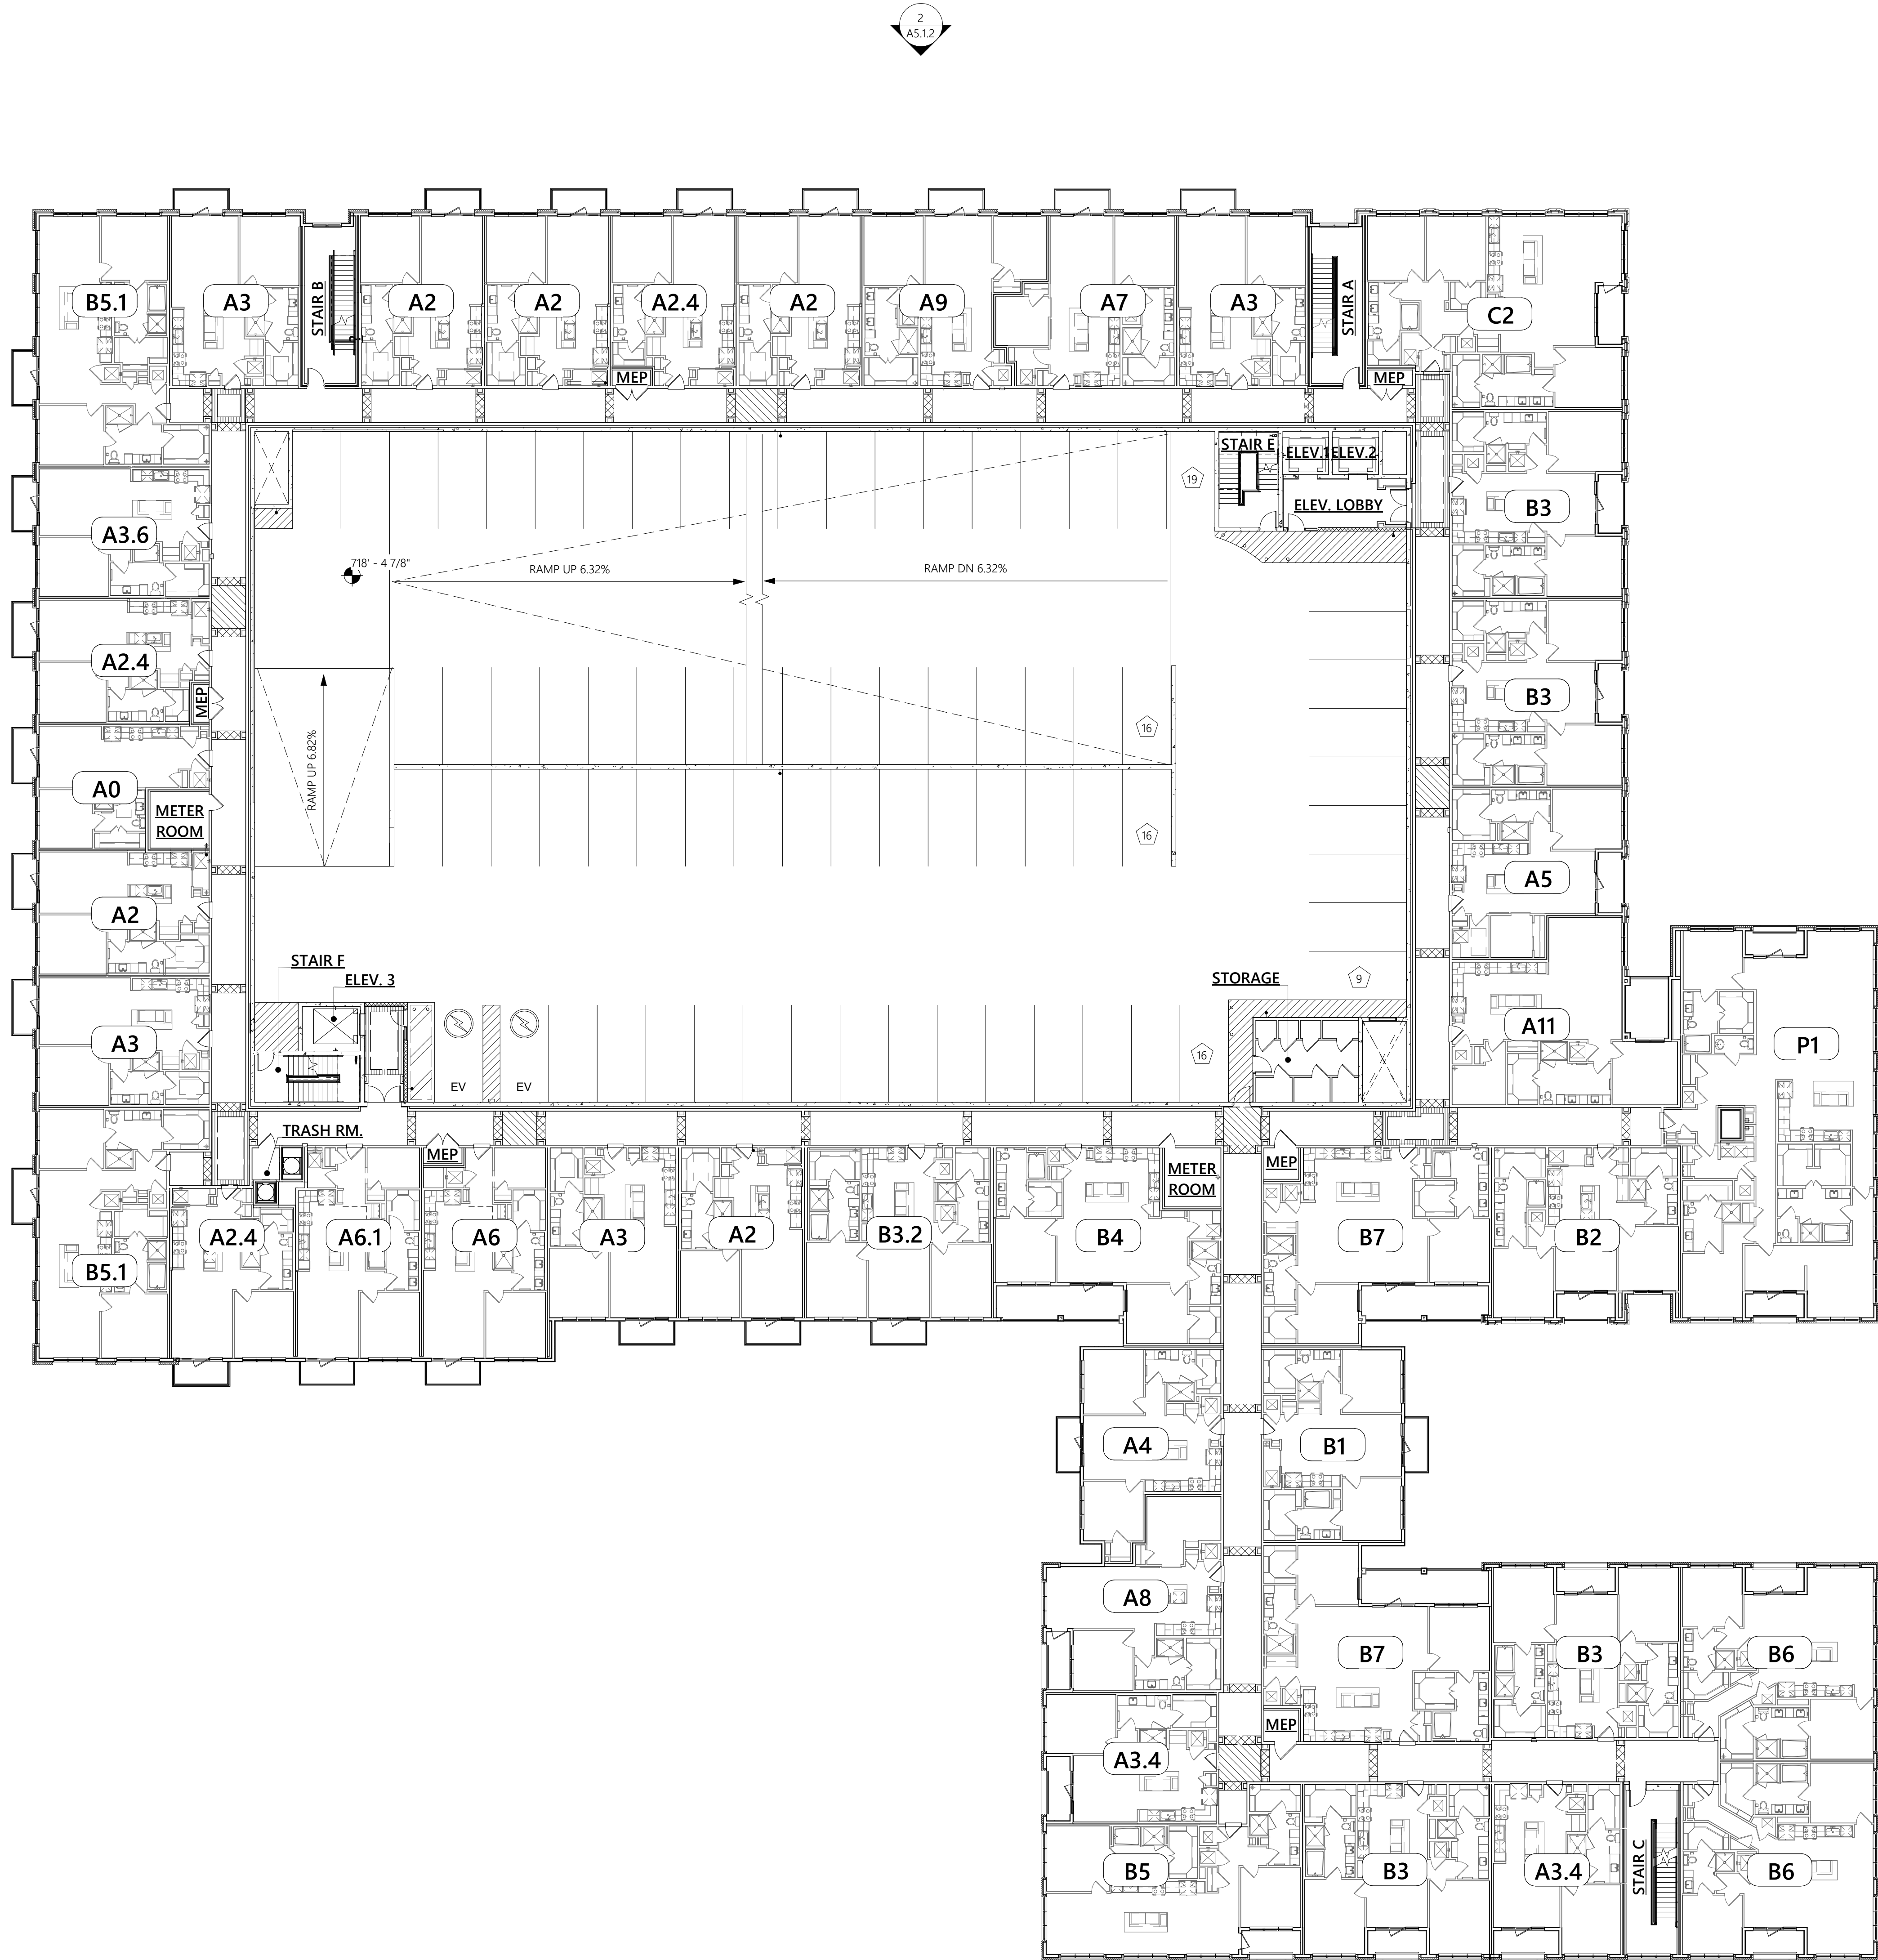 2
A5.1.2
B5.1
A3
STAIR B
A2
A2
A2.4
A2
A9
A7
A3
STAIR A
C2
MEP
MEP
STAIR E
ELEV.1
ELEV.2
19
ELEV. LOBBY
B3
A3.6
718' - 4 7/8"
RAMP UP 6.32%
RAMP DN 6.32%
A2.4
MEP
B3
16
RAMP UP 6.82%
A0
METER
ROOM
16
A5
A2
STAIR F
ELEV. 3
STORAGE
9
A11
P1
A3
16
EV
EV
TRASH RM.
MEP
METER
ROOM
MEP
A2.4
A6.1
A6
A3
A2
B3.2
B4
B7
B2
B5.1
A4
B1
A8
B7
B3
B6
MEP
A3.4
B5
B3
A3.4
STAIR C
B6